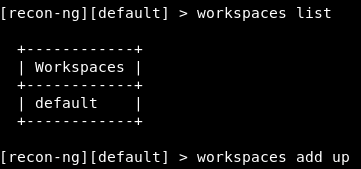 [recon-ng][default] > workspaces list
+------------+
| Workspaces |
+------------+
| default    |
+------------+
[recon-ng][default] > workspaces add up